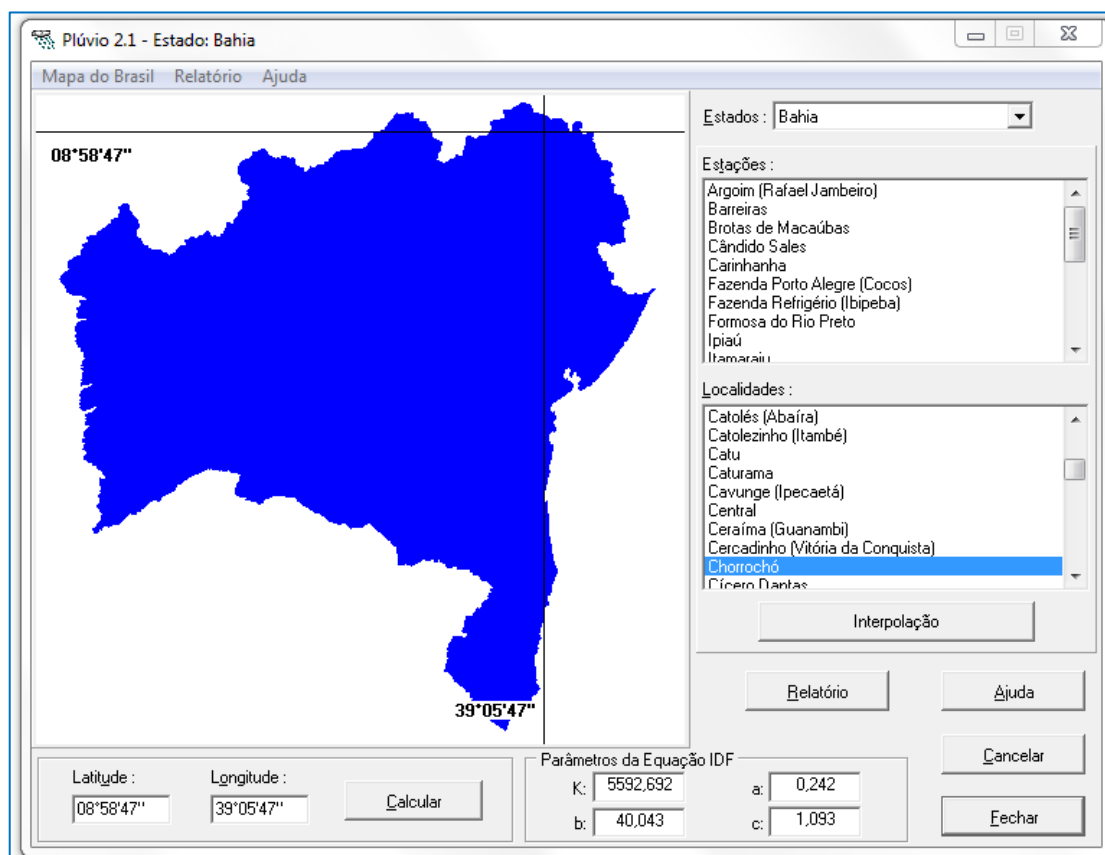 Plúvio 2.1 - Estado: Bahia
Mapa do Brasil Relatório Ajuda
08°58'47"
39°05'47"
Estados : Bahia
Estações :
Argoim (Rafael Jambeiro)
Barreiras
Brotas de Macaúbas
Cândido Sales
Carinhanha
Fazenda Porto Alegre (Cocos)
Fazenda Refrigério (Ibipeba)
Formosa do Rio Preto
Ipiaú
Itamaraju
Localidades :
Catolés (Abaíra)
Catolezinho (Itambé)
Catu
Caturama
Cavunge (Ipecaetá)
Central
Ceraíma (Guanambi)
Cercadinho (Vitória da Conquista)
Chorrochó
Cícero Dantas
Interpolação
Relatório Ajuda
Cancelar
Fechar
Latitude : Longitude :
08°58'47" 39°05'47" Calcular
Parâmetros da Equação IDF
K: 5592,692 a: 0,242
b: 40,043 c: 1,093